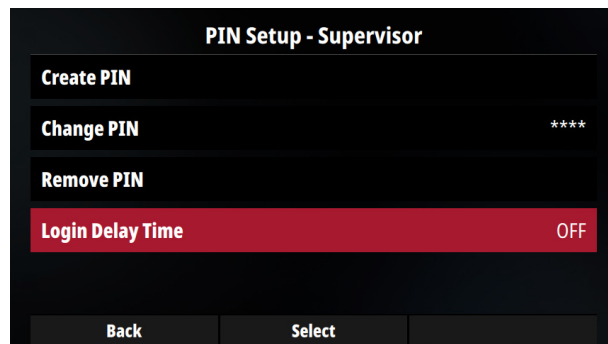 PIN Setup - Supervisor
Create PIN
Change PIN ****
Remove PIN
Login Delay Time OFF
Back Select